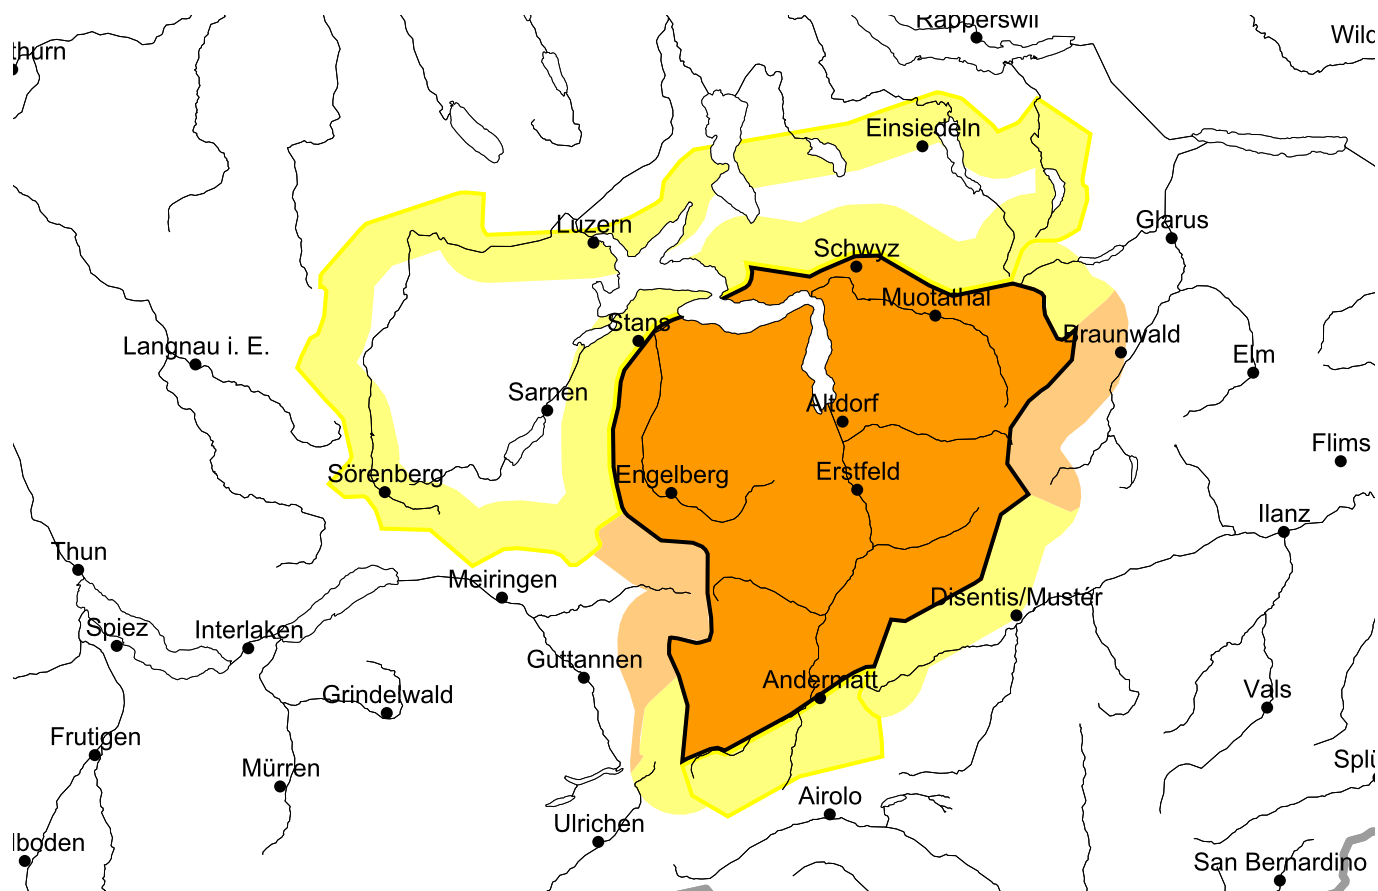 Rapperswil
Wild
thurn
Einsiedeln
Glarus
Luzern
Schwyz
Muotathal
Stans
Braunwald
Langnau i. E.
Elm
Sarnen
Altdorf
Flims
Sörenberg
Engelberg
Erstfeld
Ilanz
Thun
Meiringen
Disentis/Mustér
Spiez
Interlaken
Guttannen
Andermatt
Vals
Grindelwald
Frutigen
Mürren
Splü
Airolo
Ulrichen
lboden
San Bernardino